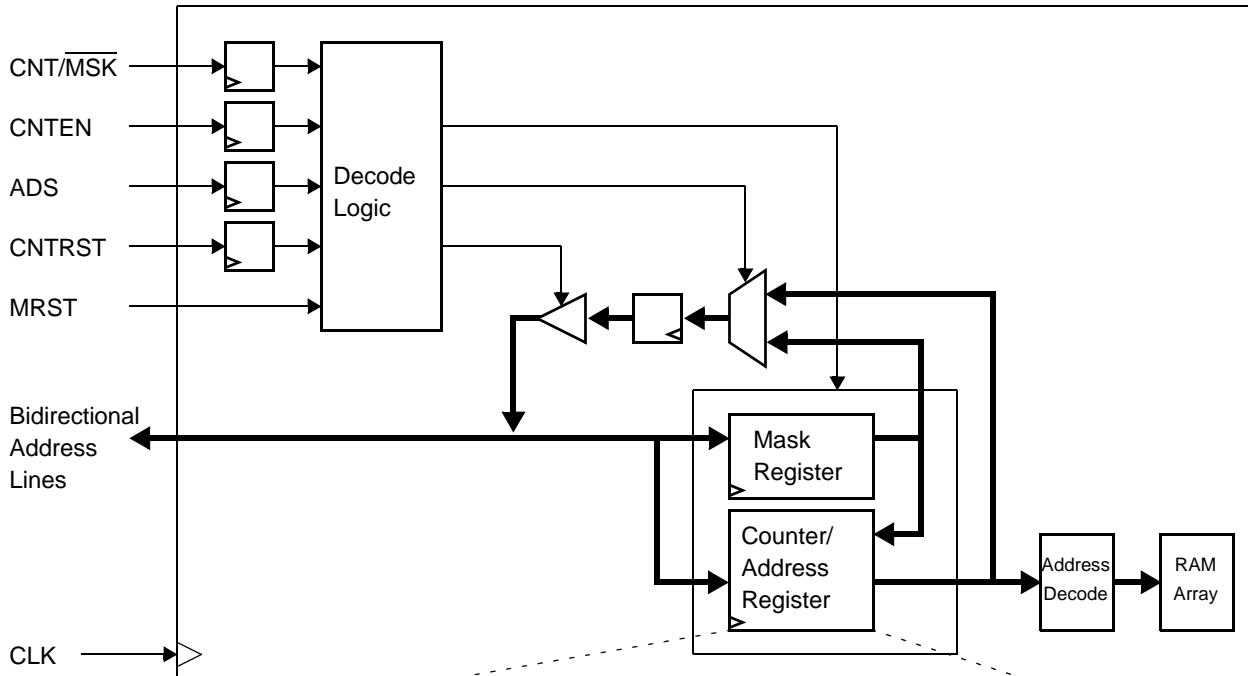 CNT/M̅S̅K̅
CNTEN
ADS
CNTRST
MRST
Decode
Logic
Bidirectional
Address
Lines
Mask
Register
Counter/
Address
Register
Address
Decode
RAM
Array
CLK